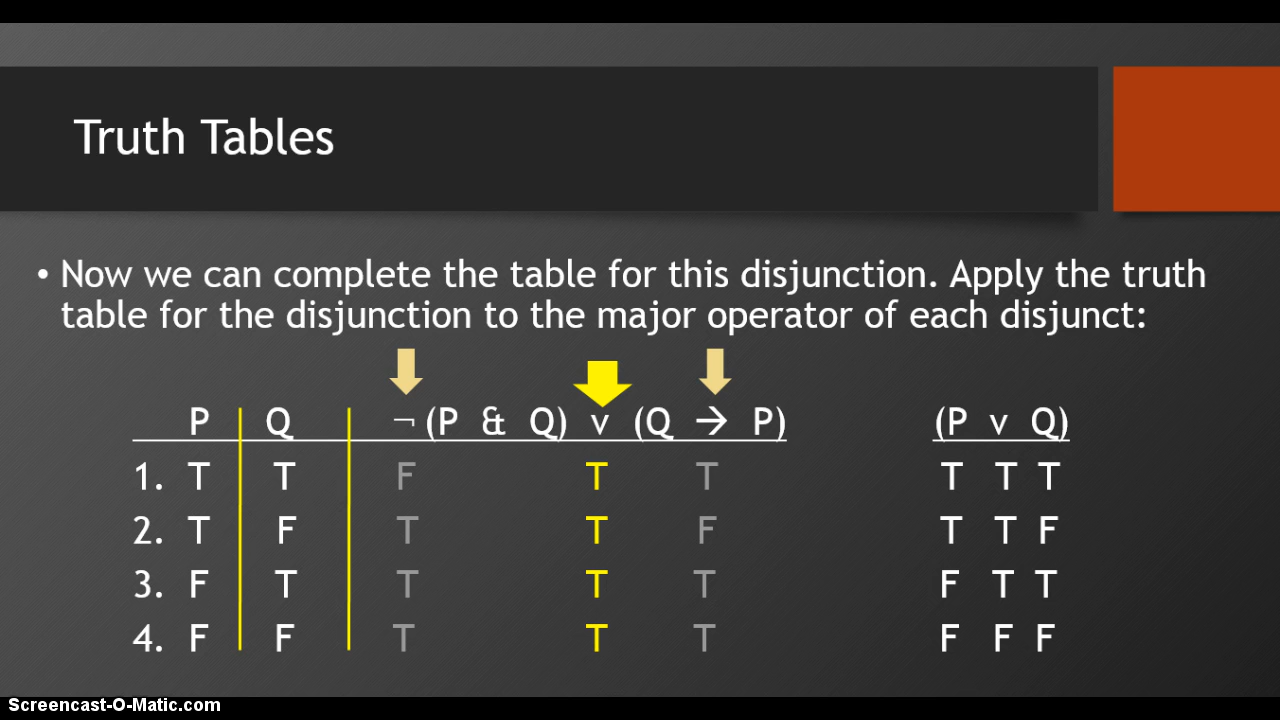 Truth Tables
• Now we can complete the table for this disjunction. Apply the truth
table for the disjunction to the major operator of each disjunct:
P Q ¬ (P & Q) v (Q → P) (P v Q)
1. T T F T T T T T
2. T F T T F T T F
3. F T T T T F T T
4. F F T T T F F F
Screencast-O-Matic.com